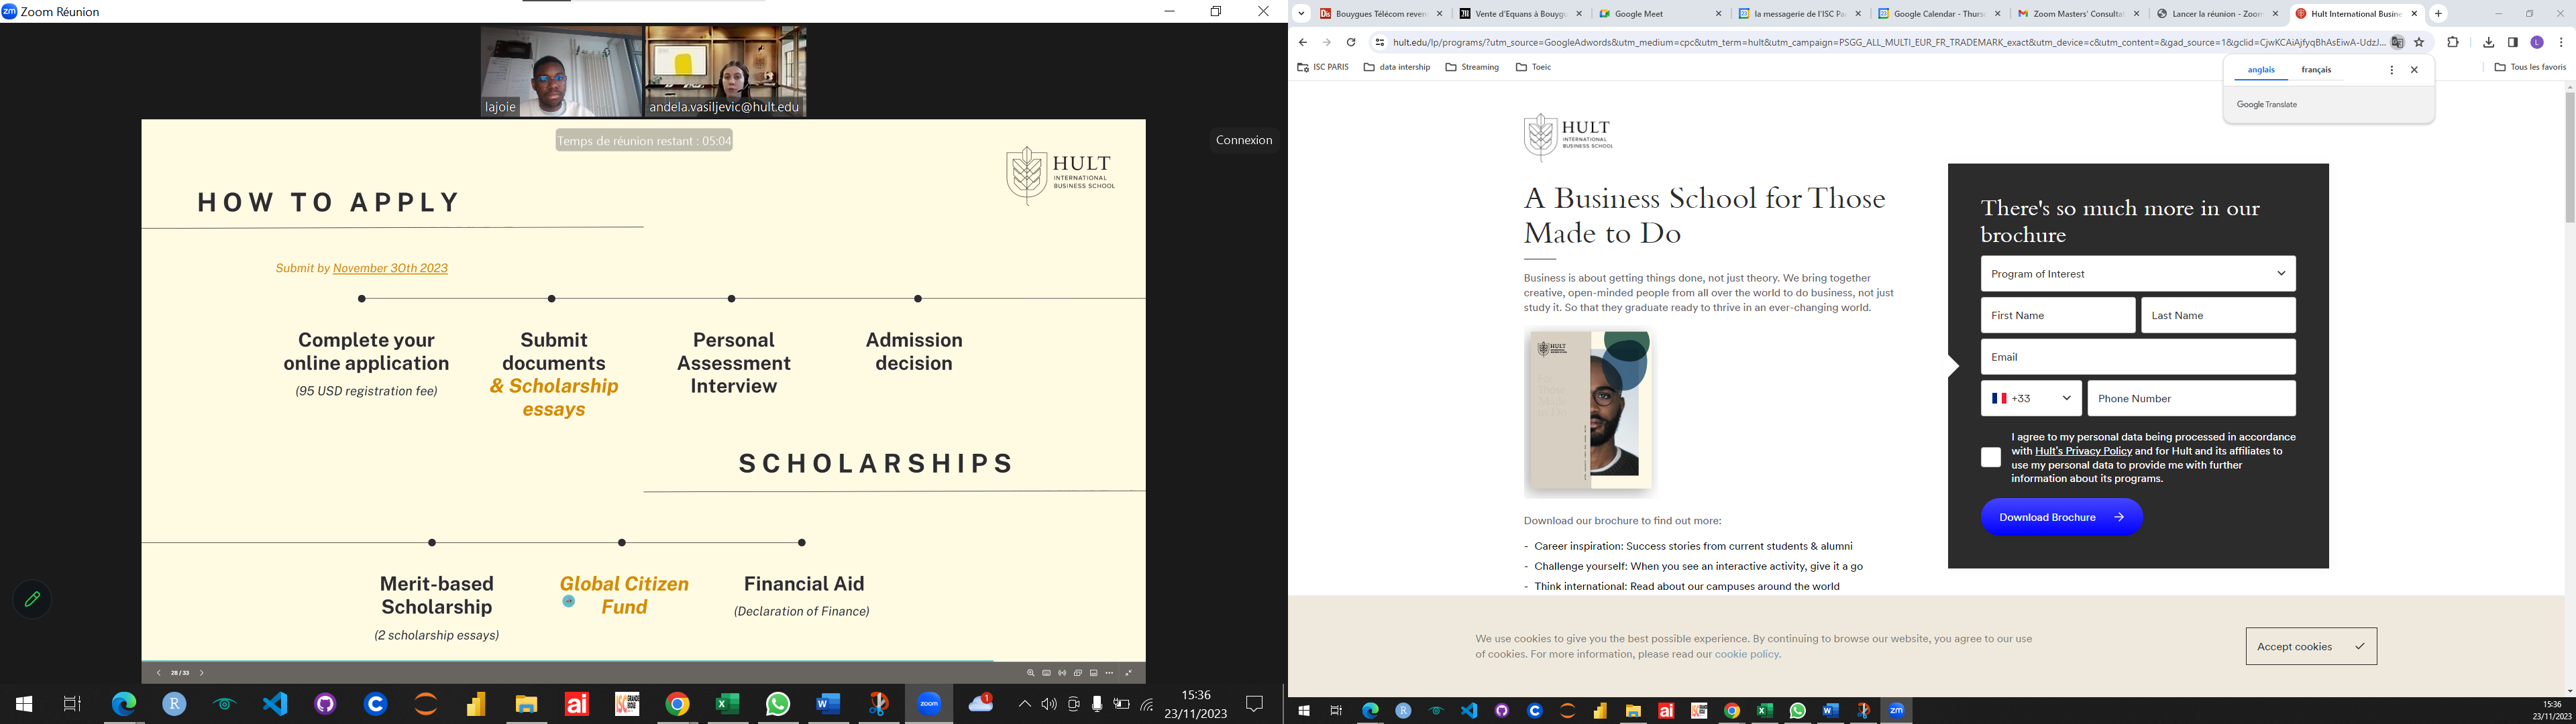 Zoom Réunion
lajoie
andela.vasiljevic@hult.edu
Temps de réunion restant : 05:04
Connexion
HULT
INTERNATIONAL
BUSINESS SCHOOL
HOW TO APPLY
Submit by November 30th 2023
Complete your
online application
(95 USD registration fee)
Submit
documents
& Scholarship
essays
Personal
Assessment
Interview
Admission
decision
SCHOLARSHIPS
Merit-based
Scholarship
(2 scholarship essays)
Global Citizen
Fund
Financial Aid
(Declaration of Finance)
28 / 33
15:36
23/11/2023
Bouygues Télécom reven
Vente d'Equans à Bouygu
Google Meet
la messagerie de l'ISC Pa
Google Calendar - Thurs
Zoom Masters' Consultat
Lancer la réunion - Zoom
Hult International Busine
hult.edu/lp/programs/?utm_source=GoogleAdwords&utm_medium=cpc&utm_term=hult&utm_campaign=PSGG_ALL_MULTI_EUR_FR_TRADEMARK_exact&utm_device=c&utm_content=&gad_source=1&gclid=CjwKCAiAjfyqBhAsEiwA-UdzJ...
ISC PARIS
data intership
Streaming
Toeic
Tous les favoris
anglais
français
Google Translate
HULT
INTERNATIONAL
BUSINESS SCHOOL
A Business School for Those
Made to Do
Business is about getting things done, not just theory. We bring together
creative, open-minded people from all over the world to do business, not just
study it. So that they graduate ready to thrive in an ever-changing world.
HULT
Download our brochure to find out more:
- Career inspiration: Success stories from current students & alumni
- Challenge yourself: When you see an interactive activity, give it a go
- Think international: Read about our campuses around the world
There's so much more in our
brochure
Program of Interest
First Name
Last Name
Email
+33
Phone Number
I agree to my personal data being processed in accordance
with Hult's Privacy Policy and for Hult and its affiliates to
use my personal data to provide me with further
information about its programs.
Download Brochure
We use cookies to give you the best possible experience. By continuing to browse our website, you agree to our use
of cookies. For more information, please read our cookie policy.
Accept cookies
15:36
23/11/2023